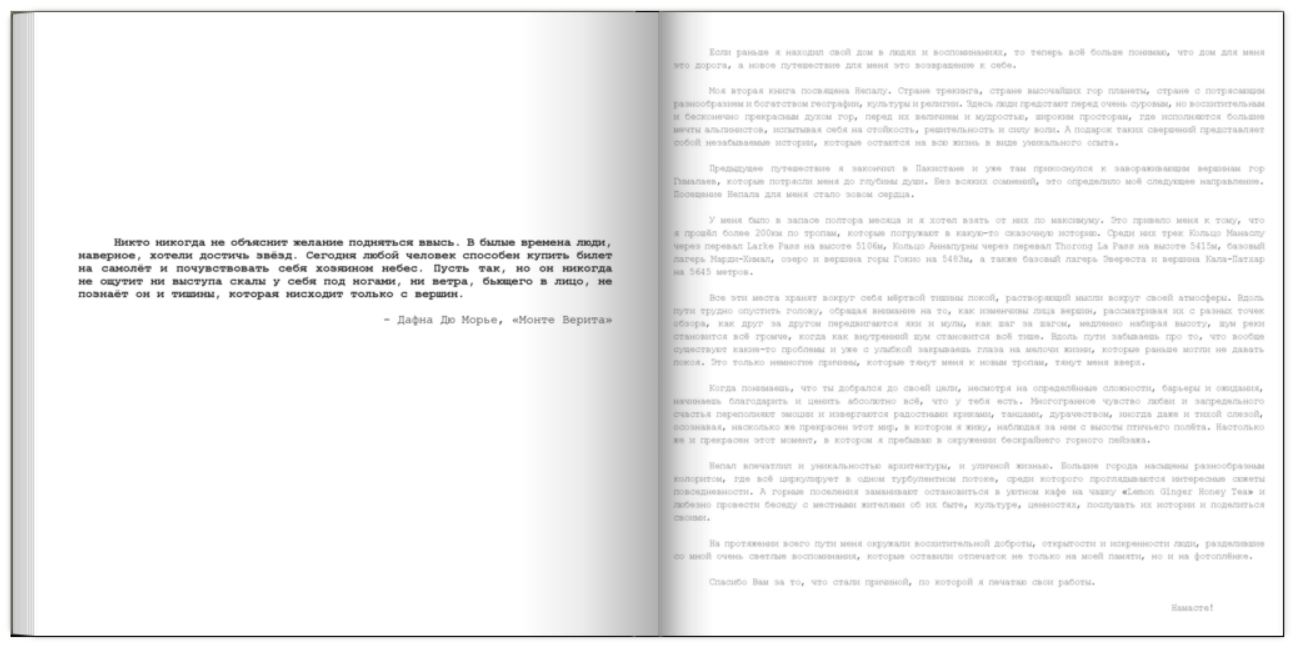 Никто никогда не объяснит желание подняться ввысь. В былые времена люди,
наверное, хотели достичь звёзд. Сегодня любой человек способен купить билет
на самолёт и почувствовать себя хозяином небес. Пусть так, но он никогда
не ощутит ни выступа скалы у себя под ногами, ни ветра, бьющего в лицо, не
познаёт он и тишины, которая нисходит только с вершин.
– Дафна Дю Морье, «Монте Верита»
Если раньше я находил свой дом в людях и воспоминаниях, то теперь всё больше понимаю, что дом для меня
это дорога, а новое путешествие для меня это возвращение к себе.
Моя вторая книга посвящена Непалу. Стране трекинга, стране высочайших гор планеты, стране с потрясающим
разнообразием и богатством географии, культуры и религии. Здесь люди предстают перед очень суровым, но восхитительным
и бесконечно прекрасным духом гор, перед их величием и мудростью, широким просторам, где исполняются большие
мечты альпинистов, испытывая себя на стойкость, решительность и силу воли. А подарок таких свершений представляет
собой незабываемые истории, которые остаются на всю жизнь в виде уникального опыта.
Предыдущее путешествие я закончил в Пакистане и уже там прикоснулся к завораживающим вершинам гор
Гималаев, которые потрясли меня до глубины души. Без всяких сомнений, это определило моё следующее направление.
Посещение Непала для меня стало зовом сердца.
У меня было в запасе полтора месяца и я хотел взять от них по максимуму. Это привело меня к тому, что
я прошёл более 200км по тропам, которые погружают в какую-то сказочную историю. Среди них трек Кольцо Манаслу
через перевал Larke Pass на высоте 5106м, Кольцо Аннапурны через перевал Thorong La Pass на высоте 5415м, базовый
лагерь Марди-Химал, озеро и вершина горы Гокио на 5483м, а также базовый лагерь Эвереста и вершина Кала-Паттхар
на 5645 метров.
Все эти места хранят вокруг себя мёртвой тишины покой, растворяющий мысли вокруг своей атмосферы. Вдоль
пути трудно опустить голову, обращая внимание на то, как изменчивы лица вершин, рассматривая их с разных точек
обзора, как друг за другом передвигаются яки и мулы, как шаг за шагом, медленно набирая высоту, шум реки
становится всё громче, когда как внутренний шум становится всё тише. Вдоль пути забываешь про то, что вообще
существуют какие-то проблемы и уже с улыбкой закрываешь глаза на мелочи жизни, которые раньше могли не давать
покоя. Это только немногие причины, которые тянут меня к новым тропам, тянут меня вверх.
Когда понимаешь, что ты добрался до своей цели, несмотря на определённые сложности, барьеры и ожидания,
начинаешь благодарить и ценить абсолютно всё, что у тебя есть. Многогранное чувство любви и запредельного
счастья переполняют эмоции и извергаются радостными криками, танцами, дурачеством, иногда даже и тихой слезой,
осознавая, насколько же прекрасен этот мир, в котором я живу, наблюдая за ним с высоты птичьего полёта. Настолько
же и прекрасен этот момент, в котором я пребываю в окружении бескрайнего горного пейзажа.
Непал впечатлил и уникальностью архитектуры, и уличной жизнью. Большие города насыщены разнообразным
колоритом, где всё циркулирует в одном турбулентном потоке, среди которого проглядываются интересные сюжеты
повседневности. А горные поселения заманивают остановиться в уютном кафе на чашку «Lemon Ginger Honey Tea» и
любезно провести беседу с местными жителями об их быте, культуре, ценностях, послушать их истории и поделиться
своими.
На протяжении всего пути меня окружали восхитительной доброты, открытости и искренности люди, разделившие
со мной очень светлые воспоминания, которые оставили отпечаток не только на моей памяти, но и на фотоплёнке.
Спасибо Вам за то, что стали причиной, по которой я печатаю свои работы.
Намасте!